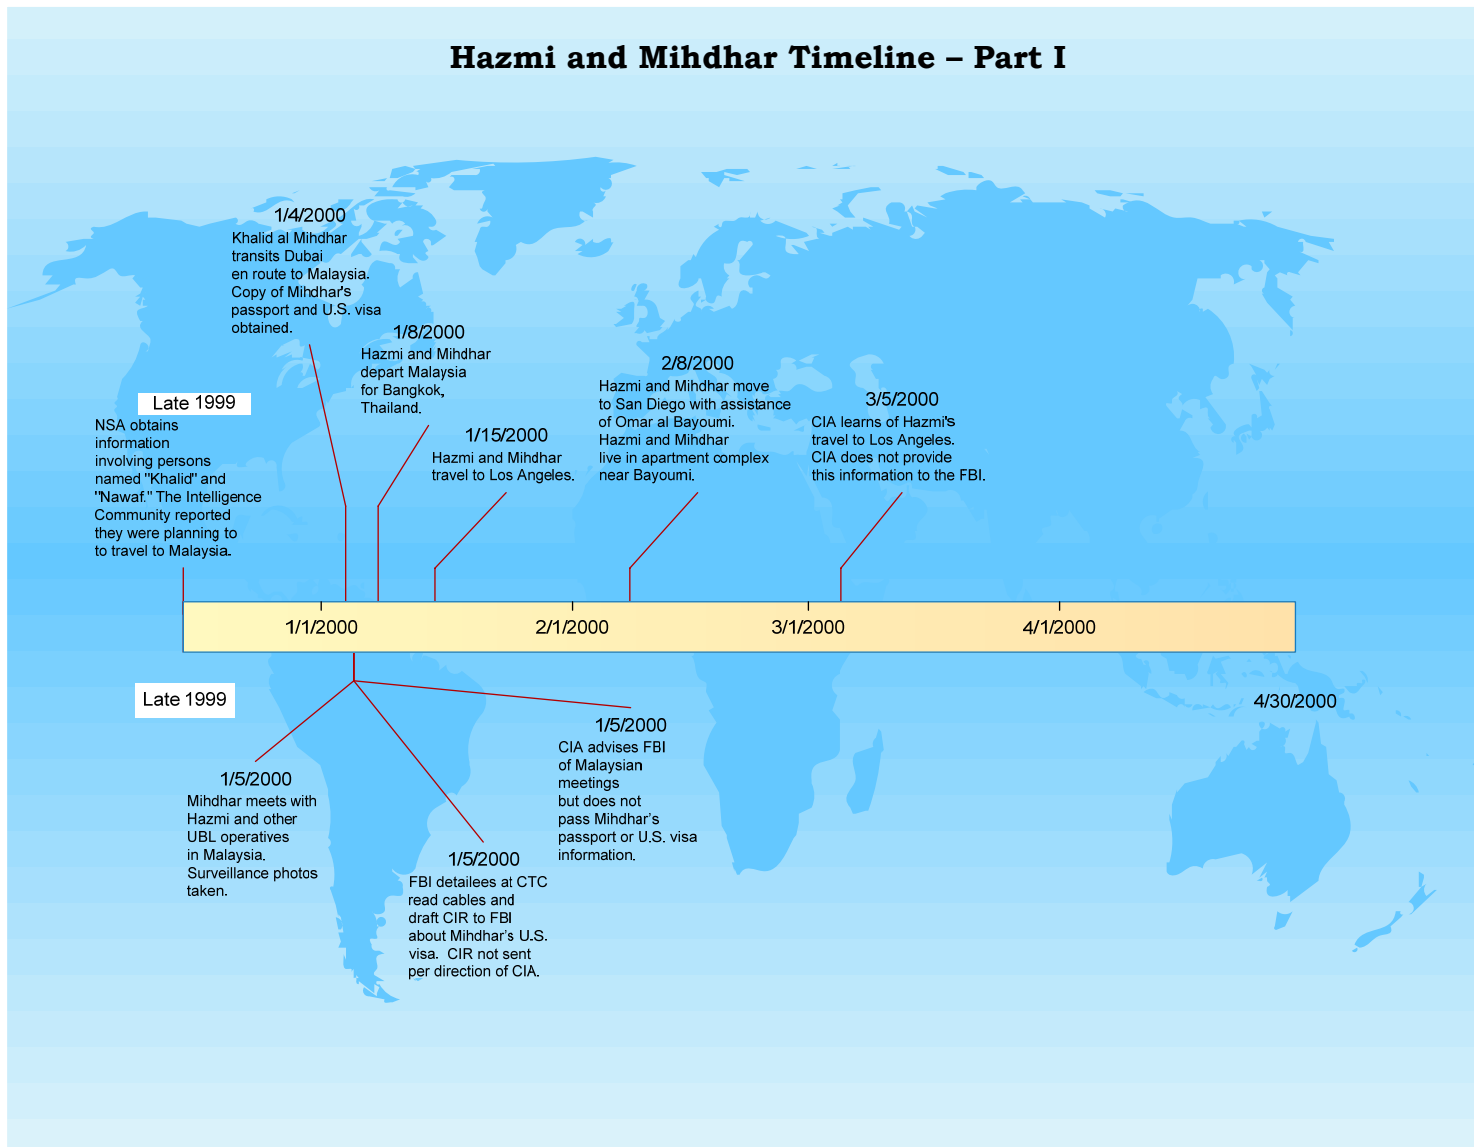 Hazmi and Mihdhar Timeline – Part I
1/4/2000
Khalid al Mihdhar
transits Dubai
en route to Malaysia.
Copy of Mihdhar's
passport and U.S. visa
obtained.
1/8/2000
Hazmi and Mihdhar
depart Malaysia
for Bangkok,
Thailand.
Late 1999
NSA obtains
information
involving persons
named "Khalid" and
"Nawaf." The Intelligence
Community reported
they were planning to
to travel to Malaysia.
1/15/2000
Hazmi and Mihdhar
travel to Los Angeles.
2/8/2000
Hazmi and Mihdhar move
to San Diego with assistance
of Omar al Bayoumi.
Hazmi and Mihdhar
live in apartment complex
near Bayoumi.
3/5/2000
CIA learns of Hazmi's
travel to Los Angeles.
CIA does not provide
this information to the FBI.
1/1/2000
2/1/2000
3/1/2000
4/1/2000
Late 1999
4/30/2000
1/5/2000
Mihdhar meets with
Hazmi and other
UBL operatives
in Malaysia.
Surveillance photos
taken.
1/5/2000
FBI detailees at CTC
read cables and
draft CIR to FBI
about Mihdhar’s U.S.
visa.  CIR not sent
per direction of CIA.
1/5/2000
CIA advises FBI
of Malaysian
meetings
but does not
pass Mihdhar’s
passport or U.S. visa
information.